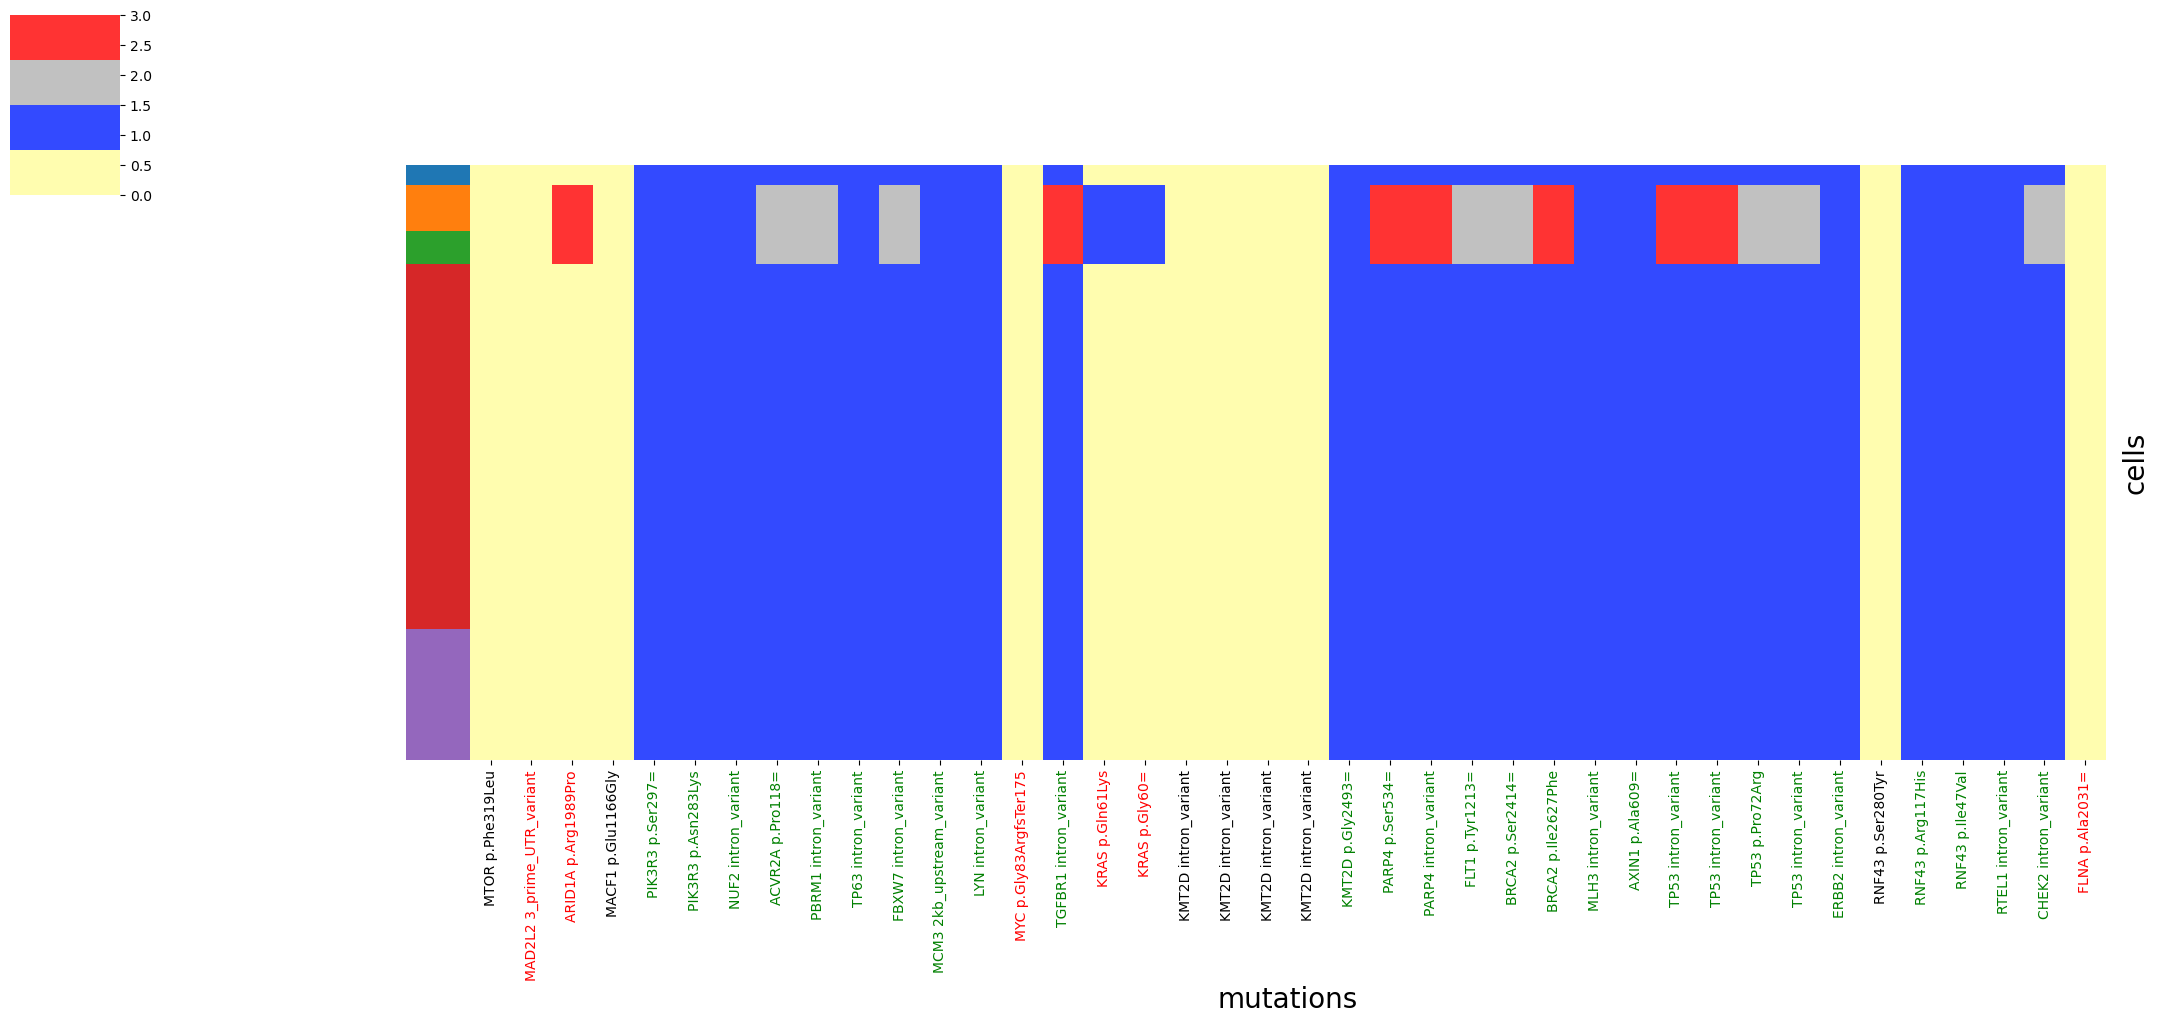 3.0
2.5
2.0
1.5
1.0
0.5
0.0
cells
MTOR p.Phe319Leu
MAD2L2 3_prime_UTR_variant
ARID1A p.Arg1989Pro
MACF1 p.Glu1166Gly
PIK3R3 p.Ser297=
PIK3R3 p.Asn283Lys
NUF2 intron_variant
ACVR2A p.Pro118=
PBRM1 intron_variant
TP63 intron_variant
FBXW7 intron_variant
MCM3 2kb_upstream_variant
LYN intron_variant
MYC p.Gly83ArgfsTer175
TGFBR1 intron_variant
KRAS p.Gln61Lys
KRAS p.Gly60=
KMT2D intron_variant
KMT2D intron_variant
KMT2D intron_variant
KMT2D intron_variant
KMT2D p.Gly2493=
PARP4 p.Ser534=
PARP4 intron_variant
FLT1 p.Tyr1213=
BRCA2 p.Ser2414=
BRCA2 p.Ile2627Phe
MLH3 intron_variant
AXIN1 p.Ala609=
TP53 intron_variant
TP53 intron_variant
TP53 p.Pro72Arg
TP53 intron_variant
ERBB2 intron_variant
RNF43 p.Ser280Tyr
RNF43 p.Arg117His
RNF43 p.Ile47Val
RTEL1 intron_variant
CHEK2 intron_variant
FLNA p.Ala2031=
mutations